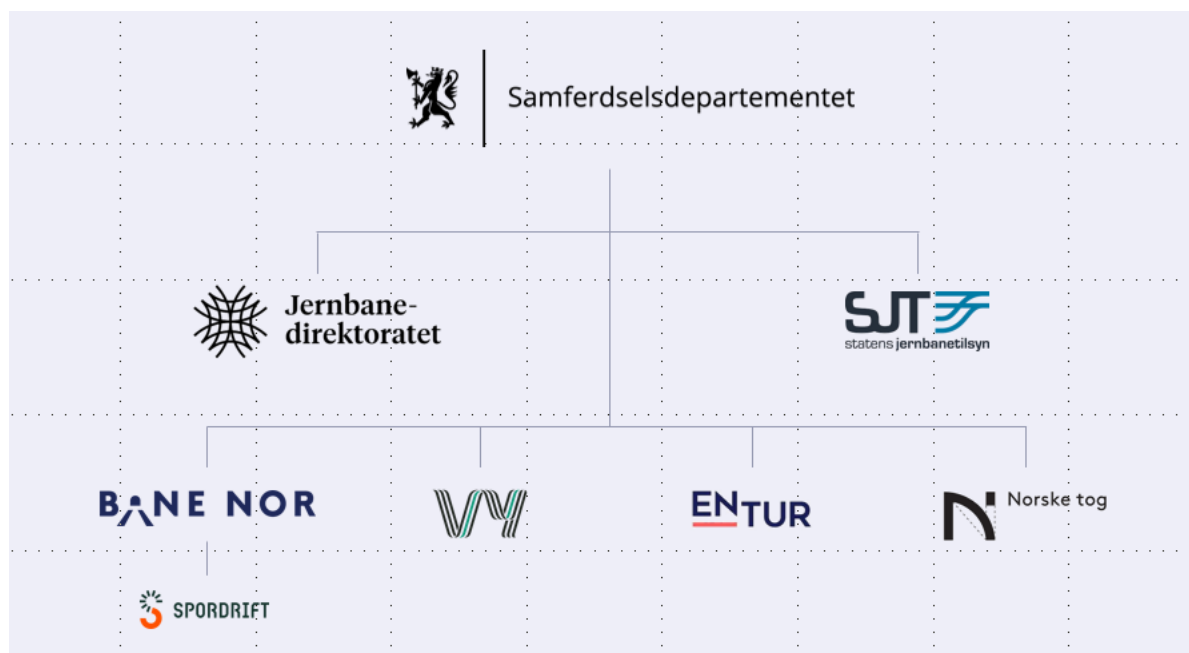 Samferdselsdepartementet
Jernbane-
direktoratet
SJT
statens jernbanetilsyn
BANE NOR
VY
ENTUR
Norske tog
SPORDRIFT